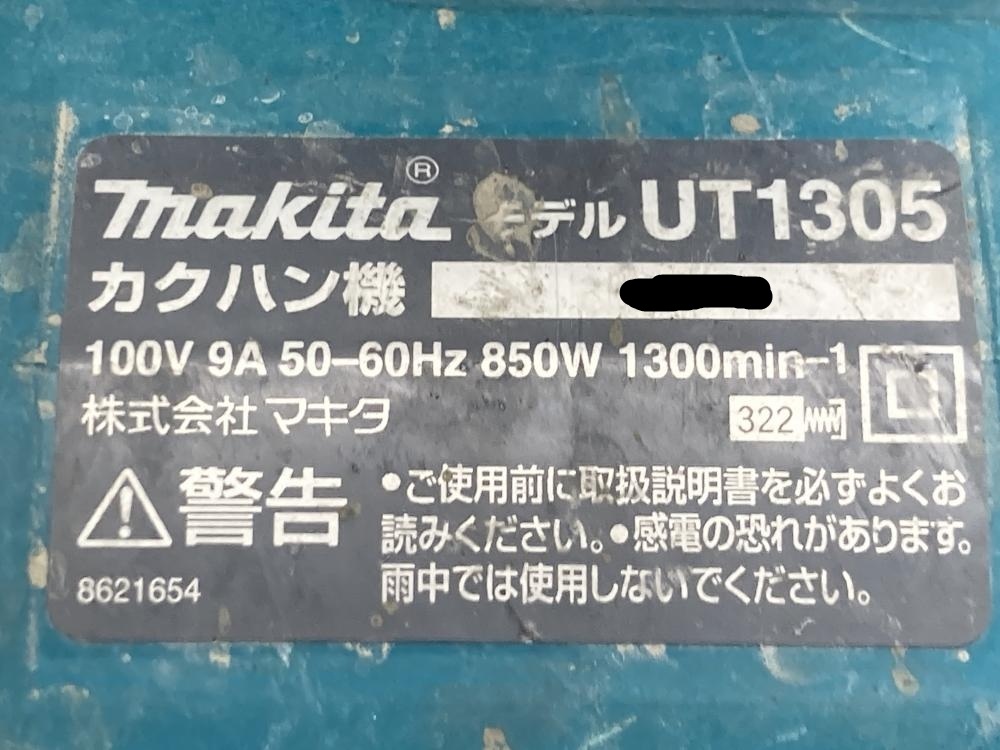 makita® モデル UT1305
カクハン機
100V 9A 50-60Hz 850W 1300min-1
株式会社 マキタ 322
警告 •ご使用前に取扱説明書を必ずよくお
読みください。•感電の恐れがあります。
雨中では使用しないでください。
8621654